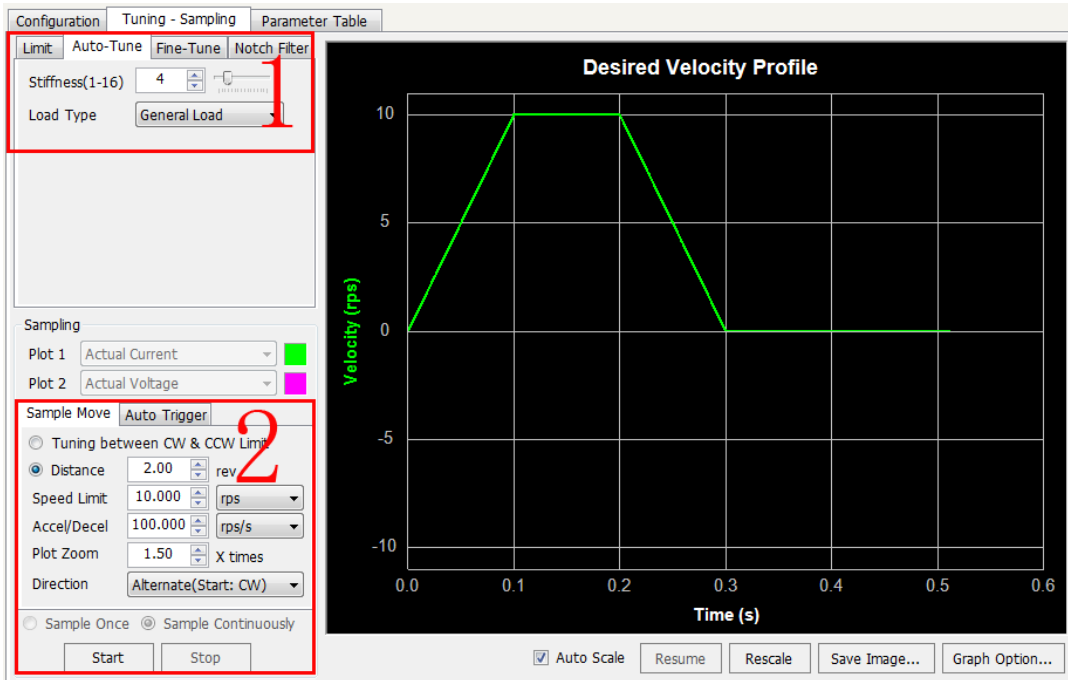 Configuration Tuning - Sampling Parameter Table
Limit Auto-Tune Fine-Tune Notch Filter
Stiffness(1-16) 4
Load Type General Load
1
Sampling
Plot 1 Actual Current
Plot 2 Actual Voltage
Sample Move Auto Trigger
2
Tuning between CW & CCW Limit
Distance 2.00 rev
Speed Limit 10.000 rps
Accel/Decel 100.000 rps/s
Plot Zoom 1.50 X times
Direction Alternate(Start: CW)
Sample Once Sample Continuously
Start Stop
Desired Velocity Profile
Velocity (rps)
10
5
0
-5
-10
0.0 0.1 0.2 0.3 0.4 0.5 0.6
Time (s)
Auto Scale Resume Rescale Save Image... Graph Option...